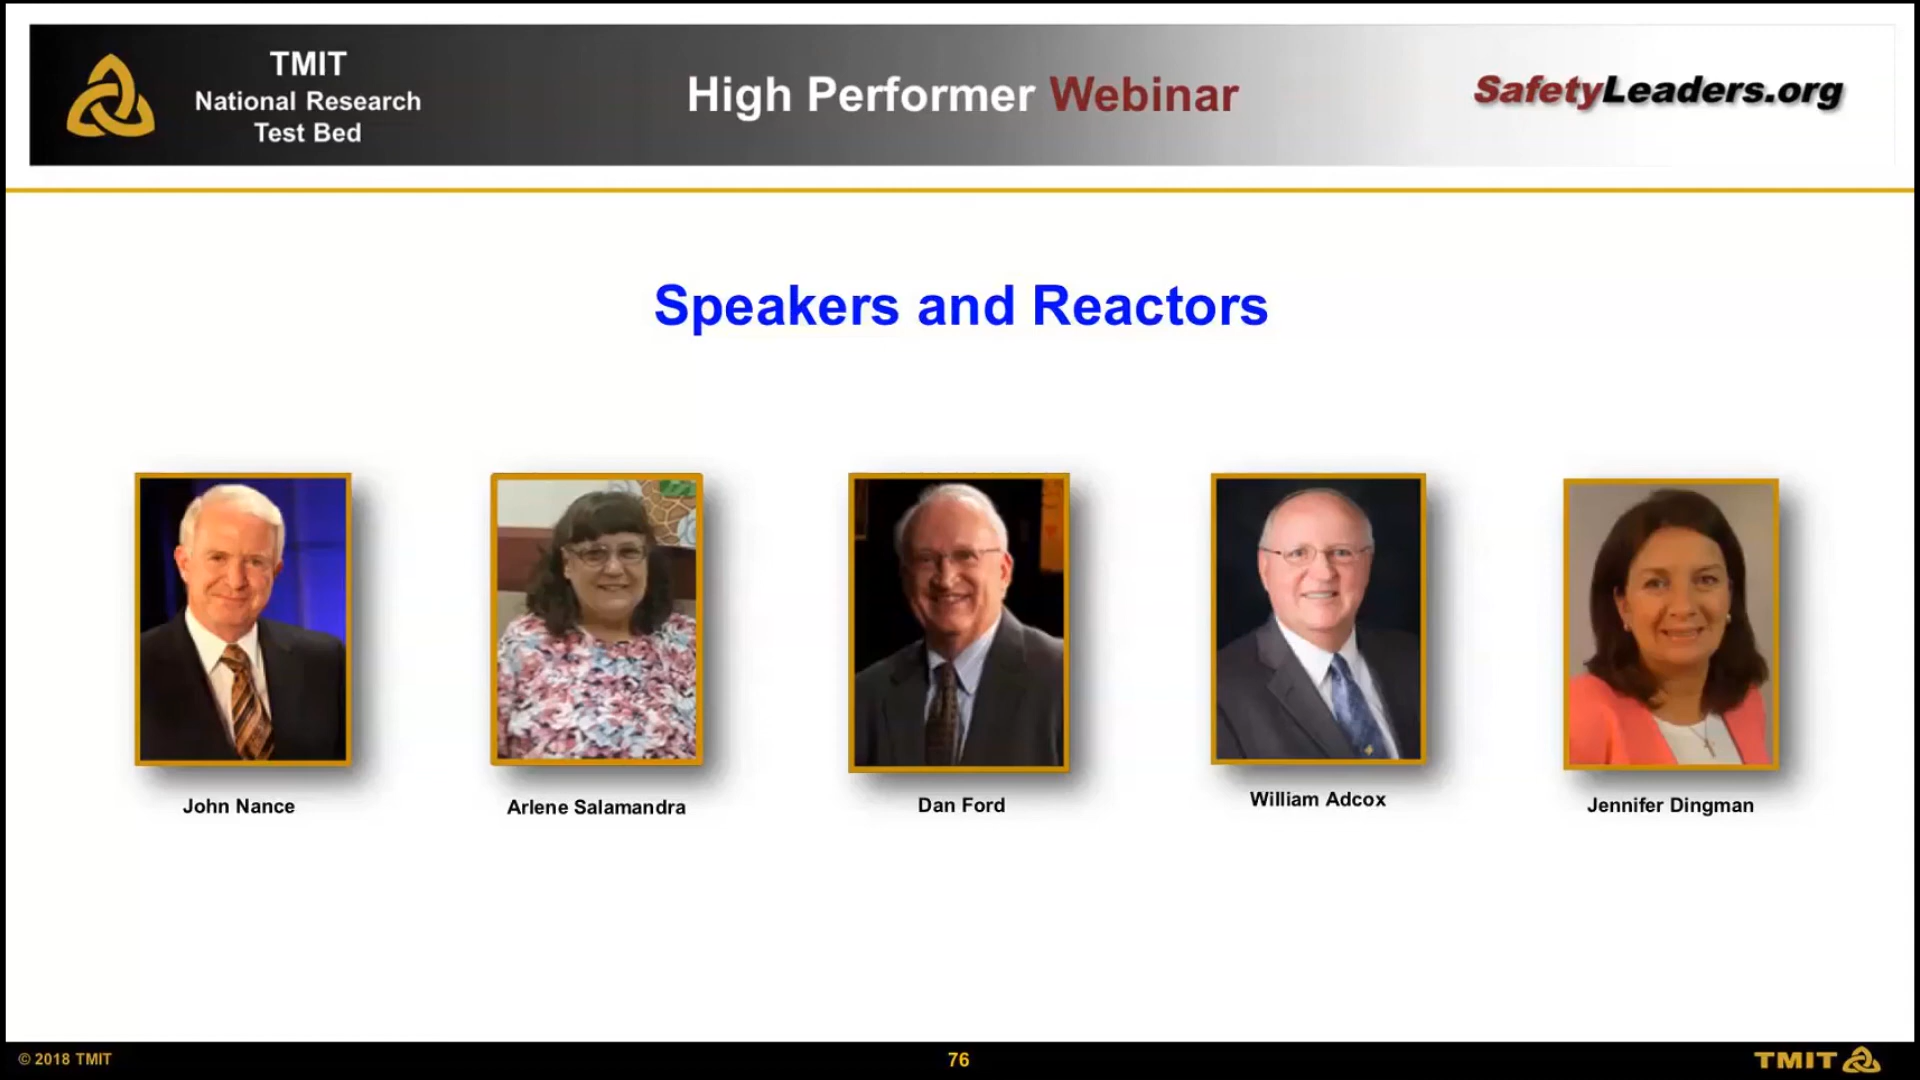 TMIT
National Research
Test Bed
High Performer Webinar
SafetyLeaders.org
Speakers and Reactors
John Nance
Arlene Salamandra
Dan Ford
William Adcox
Jennifer Dingman
© 2018 TMIT
76
TMIT